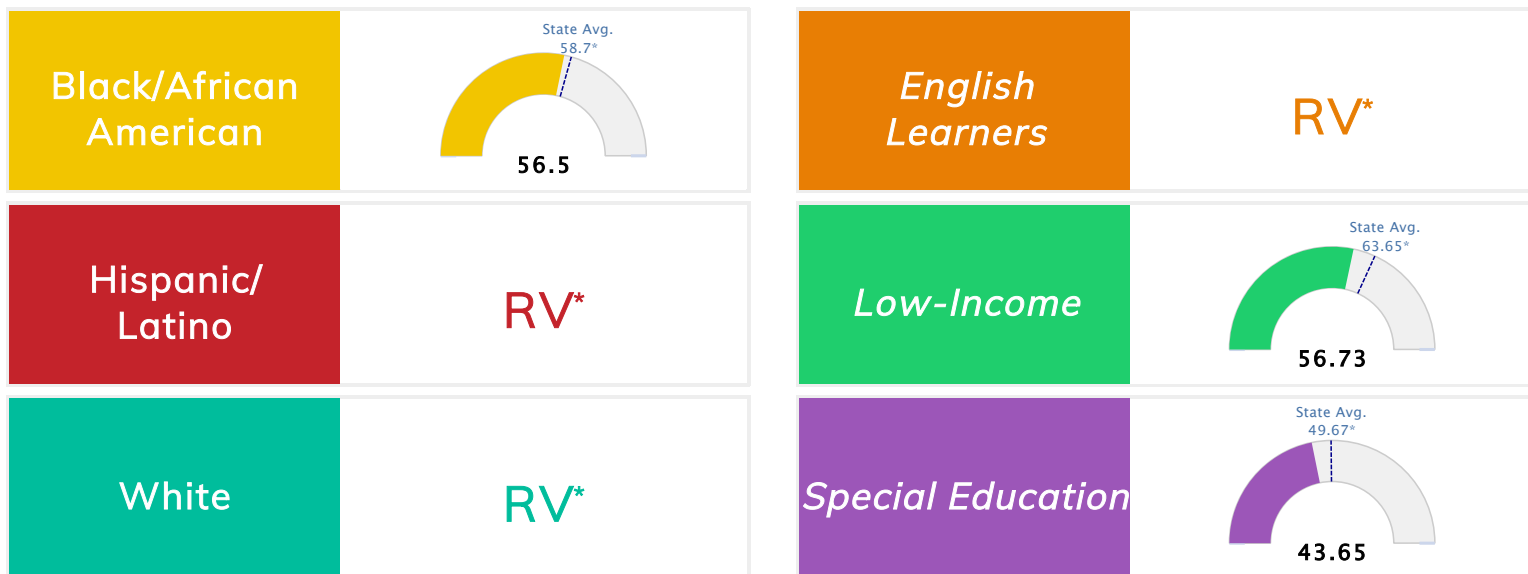 Black/African
American
State Avg.
58.7*
56.5
English
Learners
RV*
Hispanic/
Latino
RV*
Low-Income
State Avg.
63.65*
56.73
White
RV*
Special Education
State Avg.
49.67*
43.65